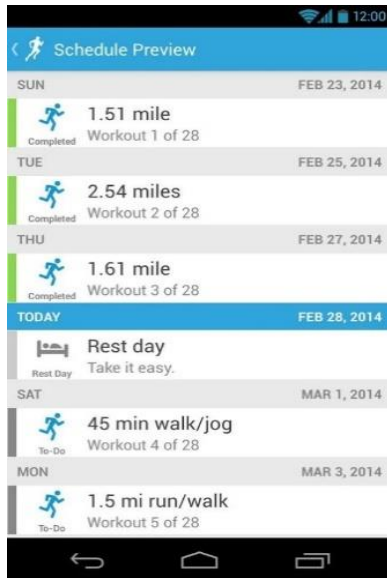 12:00
Schedule Preview
SUN FEB 23, 2014
1.51 mile
Completed Workout 1 of 28
TUE FEB 25, 2014
2.54 miles
Completed Workout 2 of 28
THU FEB 27, 2014
1.61 mile
Completed Workout 3 of 28
TODAY FEB 28, 2014
Rest day
Rest Day Take it easy.
SAT MAR 1, 2014
45 min walk/jog
To-Do Workout 4 of 28
MON MAR 3, 2014
1.5 mi run/walk
To-Do Workout 5 of 28